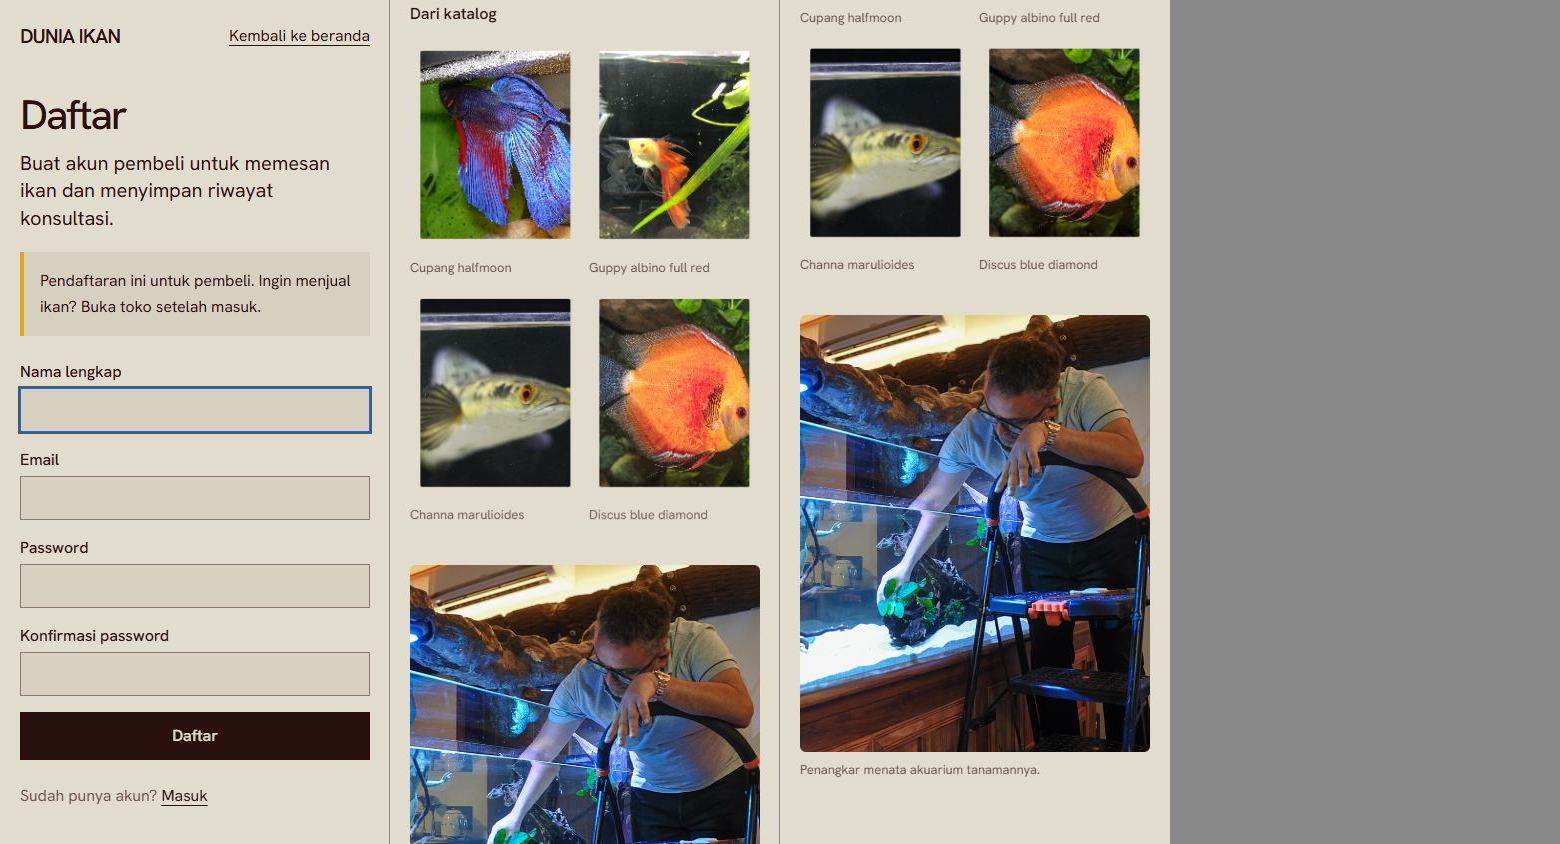 DUNIA IKAN
Kembali ke beranda
Daftar
Buat akun pembeli untuk memesan
ikan dan menyimpan riwayat
konsultasi.
Pendaftaran ini untuk pembeli. Ingin menjual
ikan? Buka toko setelah masuk.
Nama lengkap
Email
Password
Konfirmasi password
Daftar
Sudah punya akun? Masuk
Dari katalog
Cupang halfmoon
Guppy albino full red
Channa marulioides
Discus blue diamond
Cupang halfmoon
Guppy albino full red
Channa marulioides
Discus blue diamond
Penangkar menata akuarium tanamannya.